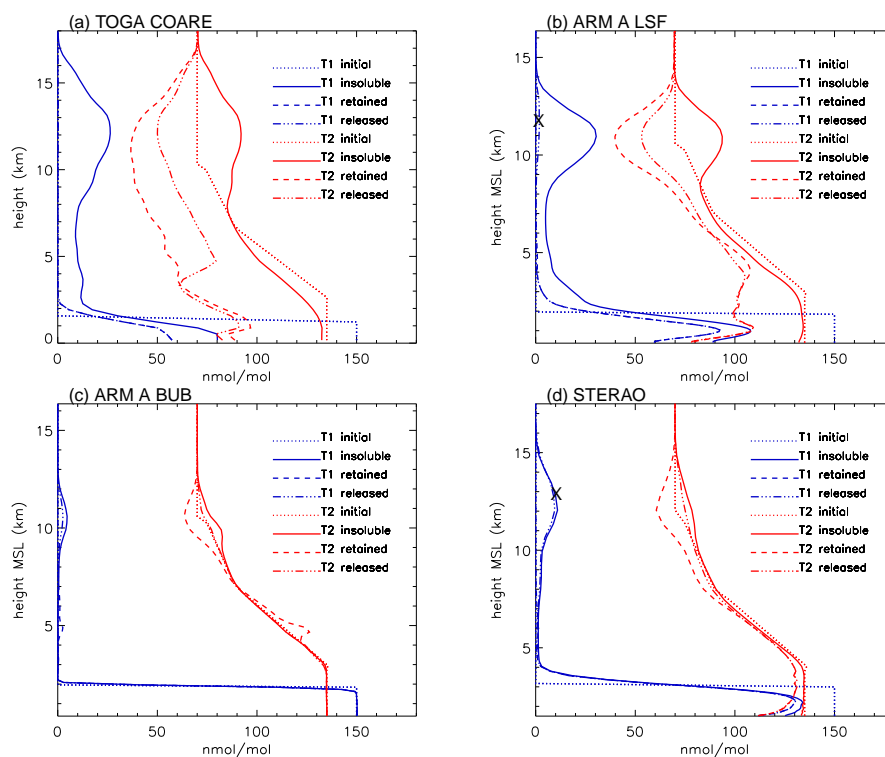 (a) TOGA COARE
15
10
5
0
height (km)
T1 initial
T1 insoluble
T1 retained
T1 released
T2 initial
T2 insoluble
T2 retained
T2 released
0 50 100 150
nmol/mol
(b) ARM A LSF
15
10
5
height MSL (km)
X
T1 initial
T1 insoluble
T1 retained
T1 released
T2 initial
T2 insoluble
T2 retained
T2 released
0 50 100 150
nmol/mol
(c) ARM A BUB
15
10
5
height MSL (km)
T1 initial
T1 insoluble
T1 retained
T1 released
T2 initial
T2 insoluble
T2 retained
T2 released
0 50 100 150
nmol/mol
(d) STERAO
15
10
5
height MSL (km)
X
T1 initial
T1 insoluble
T1 retained
T1 released
T2 initial
T2 insoluble
T2 retained
T2 released
0 50 100 150
nmol/mol